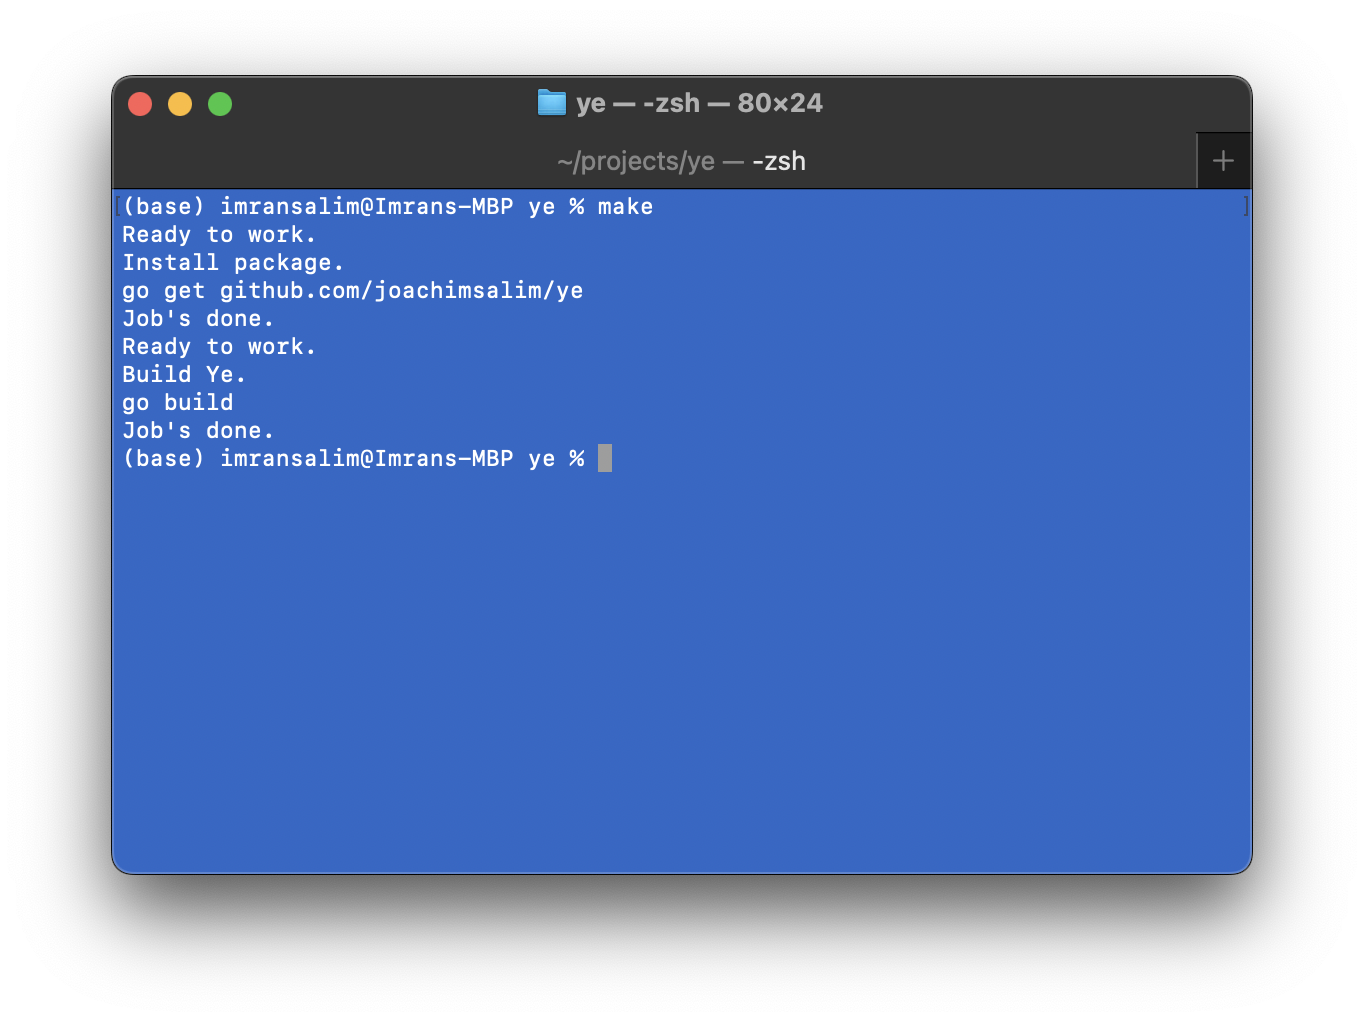 ye — -zsh — 80×24
~/projects/ye — -zsh
(base) imransalim@Imrans-MBP ye % make
Ready to work.
Install package.
go get github.com/joachimsalim/ye
Job's done.
Ready to work.
Build Ye.
go build
Job's done.
(base) imransalim@Imrans-MBP ye %